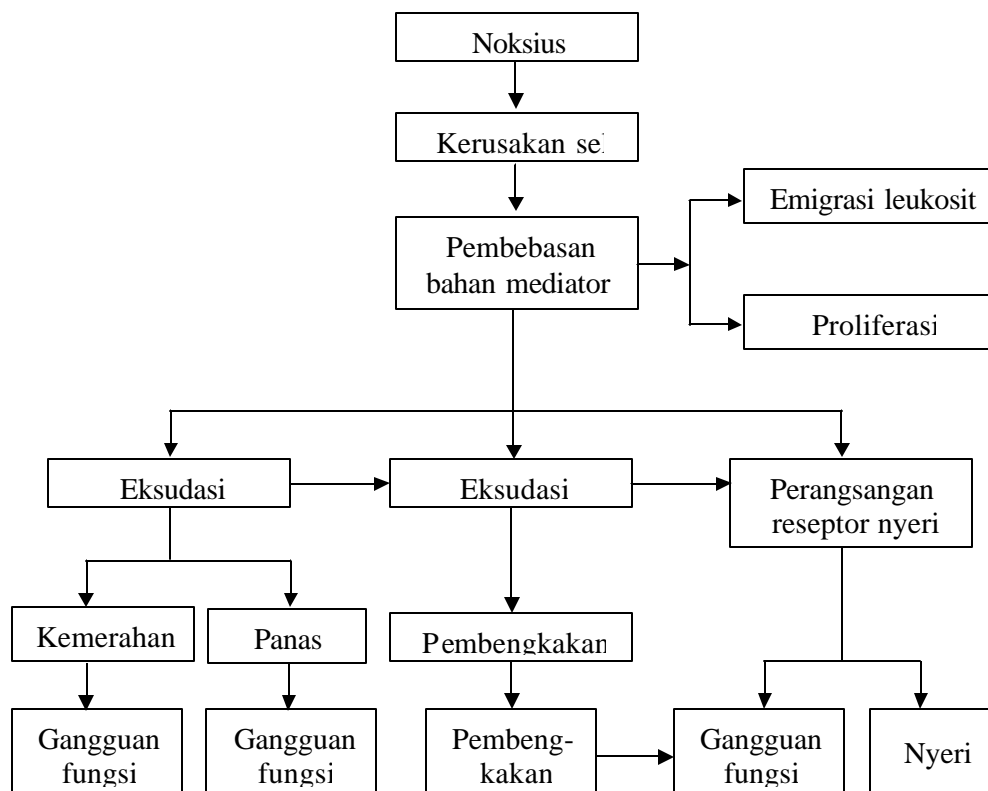 Noksius
Kerusakan sel
Emigrasi leukosit
Pembebasan
bahan mediator
Proliferasi
Eksudasi
Eksudasi
Perangsangan
reseptor nyeri
Kemerahan
Panas
Pembengkakan
Gangguan
fungsi
Gangguan
fungsi
Pembeng-
kakan
Gangguan
fungsi
Nyeri